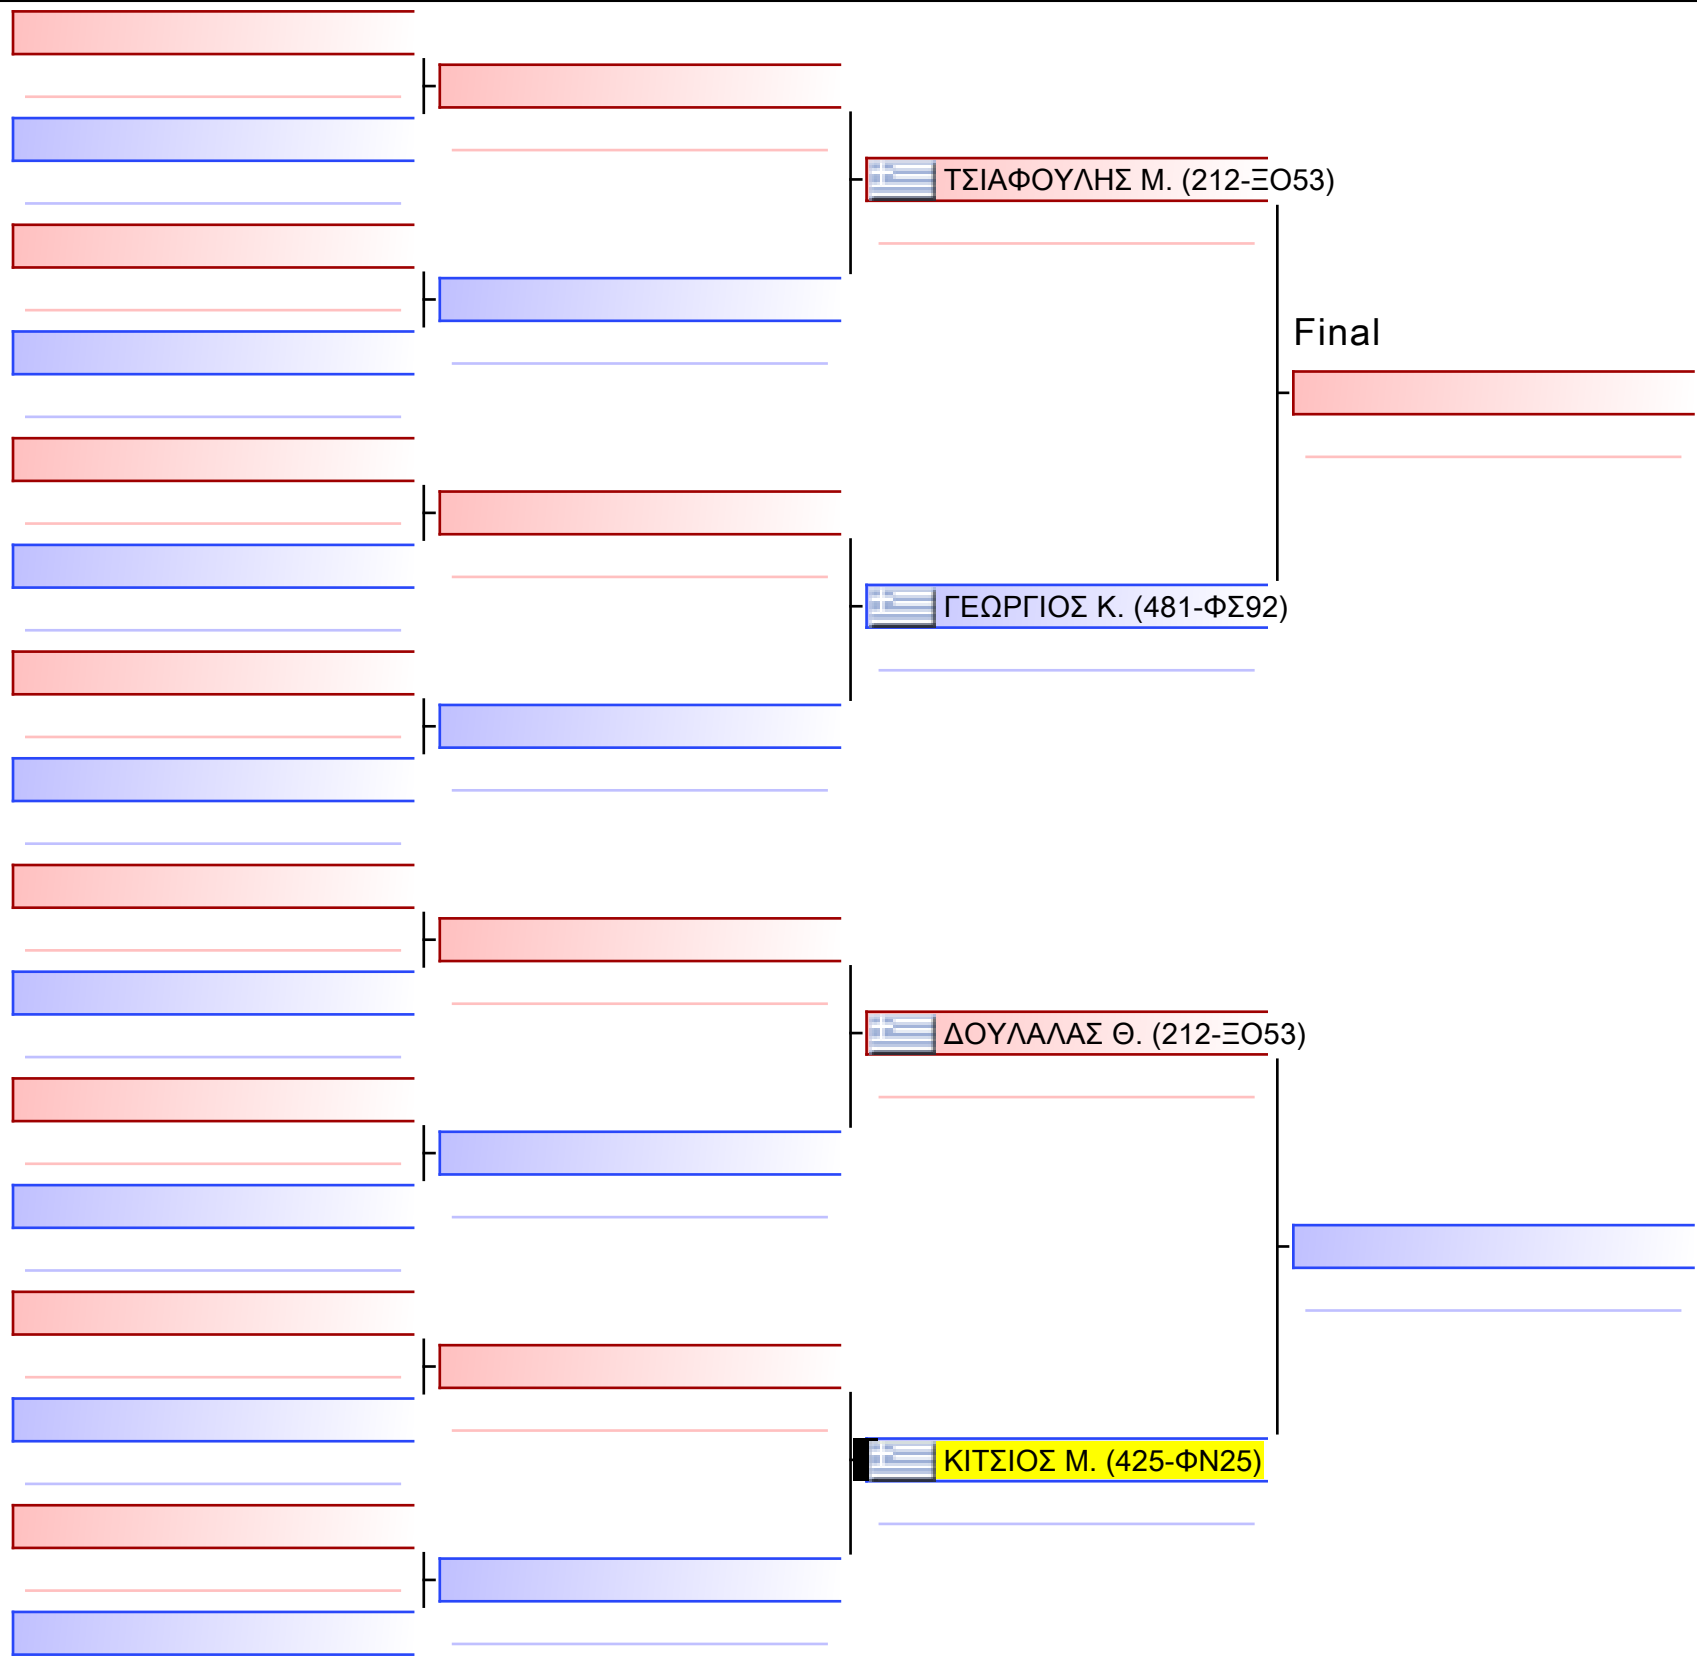 ΤΣΙΑΦΟΥΛΗΣ Μ. (212-ΞΟ53)
Final
ΓΕΩΡΓΙΟΣ Κ. (481-ΦΣ92)
ΔΟΥΛΑΛΑΣ Θ. (212-ΞΟ53)
ΚΙΤΣΙΟΣ Μ. (425-ΦΝ25)